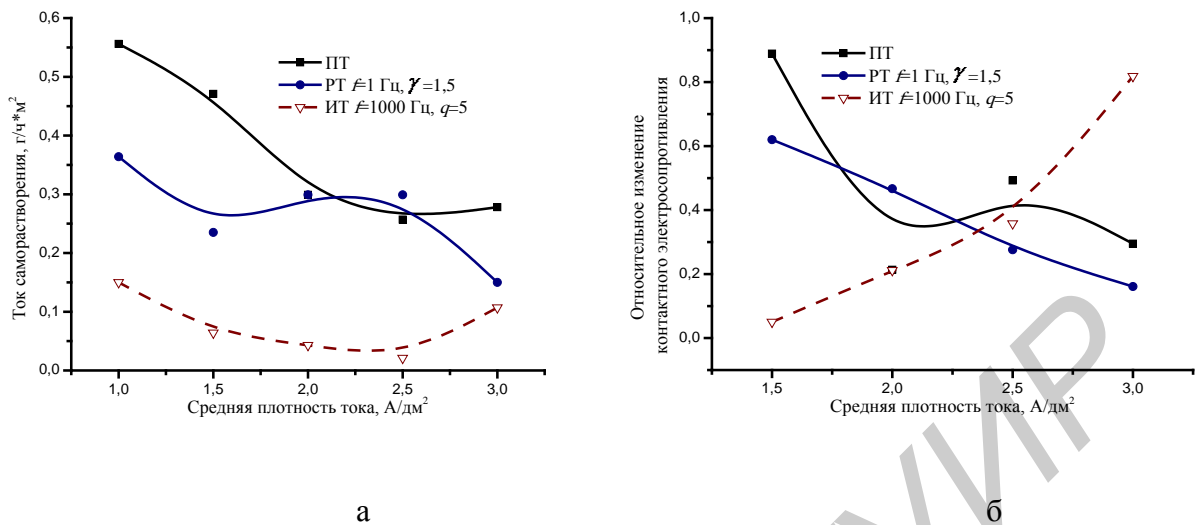 0,6
0,5
0,4
0,3
0,2
0,1
0,0
Ток саморастворения, г/ч*м²
ПТ
РТ f=1 Гц, γ=1,5
ИТ f=1000 Гц, q=5
1,0 1,5 2,0 2,5 3,0
Средняя плотность тока, А/дм²
а
1,0
0,8
0,6
0,4
0,2
0,0
Относительное изменение
контактного электросопротивления
ПТ
РТ f=1 Гц, γ=1,5
ИТ f=1000 Гц, q=5
1,5 2,0 2,5 3,0
Средняя плотность тока, А/дм²
б
УИР